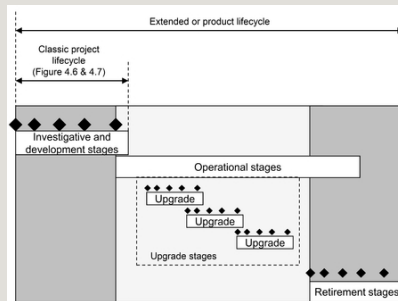 Extended or product lifecycle
Classic project
lifecycle
(Figure 4.6 & 4.7)
Investigative and
development stages
Operational stages
Upgrade
Upgrade
Upgrade
Upgrade stages
Retirement stages